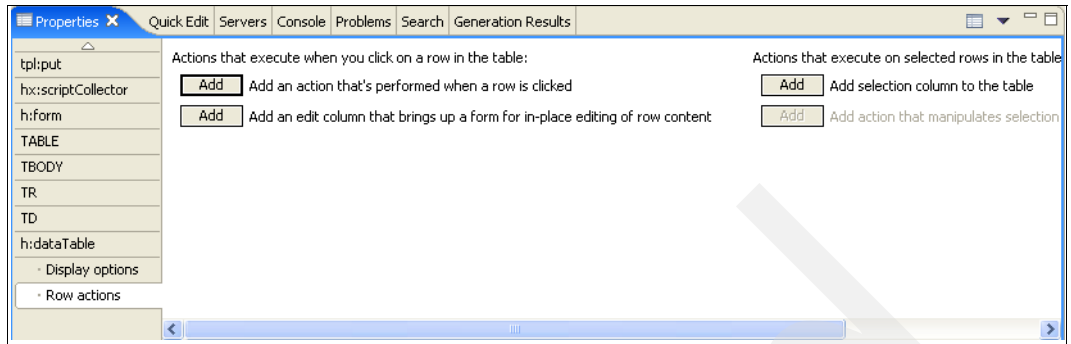 Properties Quick Edit Servers Console Problems Search Generation Results
tpl:put
hx:scriptCollector
h:form
TABLE
TBODY
TR
TD
h:dataTable
Display options
Row actions
Actions that execute when you click on a row in the table:
Add Add an action that's performed when a row is clicked
Add Add an edit column that brings up a form for in-place editing of row content
Actions that execute on selected rows in the table
Add Add selection column to the table
Add Add action that manipulates selection